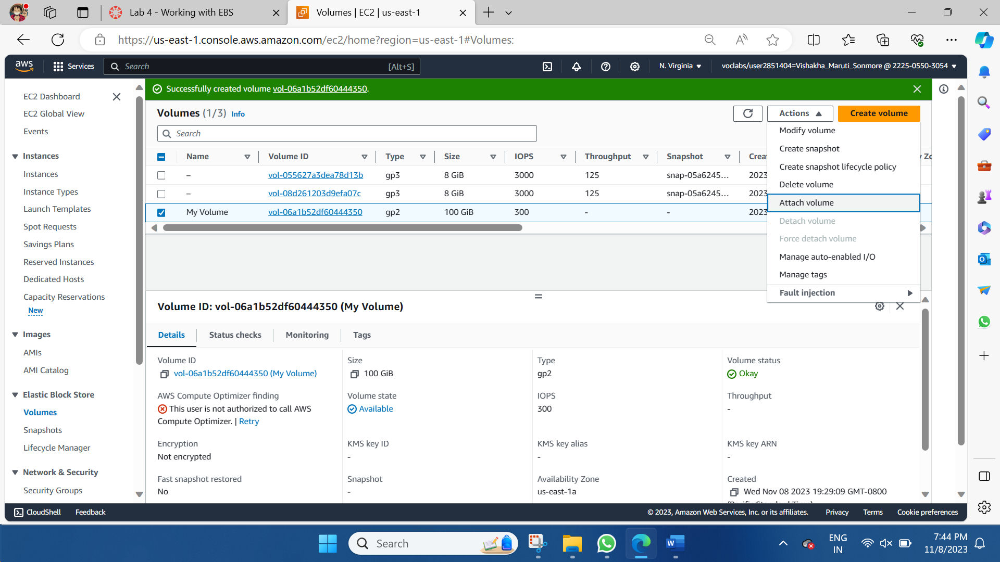 Lab 4 - Working with EBS
Volumes | EC2 | us-east-1
https://us-east-1.console.aws.amazon.com/ec2/home?region=us-east-1#Volumes:
aws
Services
Search
[Alt+S]
N. Virginia
voclabs/user2851404=Vishakha_Maruti_Sonmore @ 2225-0550-3054
EC2 Dashboard
EC2 Global View
Events
Instances
Instances
Instance Types
Launch Templates
Spot Requests
Savings Plans
Reserved Instances
Dedicated Hosts
Capacity Reservations
New
Images
AMIs
AMI Catalog
Elastic Block Store
Volumes
Snapshots
Lifecycle Manager
Network & Security
Security Groups
Successfully created volume vol-06a1b52df60444350.
Volumes (1/3) Info
Actions
Create volume
Search
Name Volume ID Type Size IOPS Throughput Snapshot
– vol-055627a3dea78d13b gp3 8 GiB 3000 125 snap-05a6245... 2023
– vol-08d261203d9efa07c gp3 8 GiB 3000 125 snap-05a6245... 2023
My Volume vol-06a1b52df60444350 gp2 100 GiB 300 - - 2023
Modify volume
Create snapshot
Create snapshot lifecycle policy
Delete volume
Attach volume
Detach volume
Force detach volume
Manage auto-enabled I/O
Manage tags
Fault injection
Volume ID: vol-06a1b52df60444350 (My Volume)
Details Status checks Monitoring Tags
Volume ID
vol-06a1b52df60444350 (My Volume)
Size
100 GiB
Type
gp2
Volume status
Okay
AWS Compute Optimizer finding
This user is not authorized to call AWS
Compute Optimizer. | Retry
Volume state
Available
IOPS
300
Throughput
-
Encryption
Not encrypted
KMS key ID
-
KMS key alias
-
KMS key ARN
-
Fast snapshot restored
No
Snapshot
-
Availability Zone
us-east-1a
Created
Wed Nov 08 2023 19:29:09 GMT-0800
CloudShell
Feedback
© 2023, Amazon Web Services, Inc. or its affiliates.
Privacy
Terms
Cookie preferences
Search
ENG
IN
7:44 PM
11/8/2023